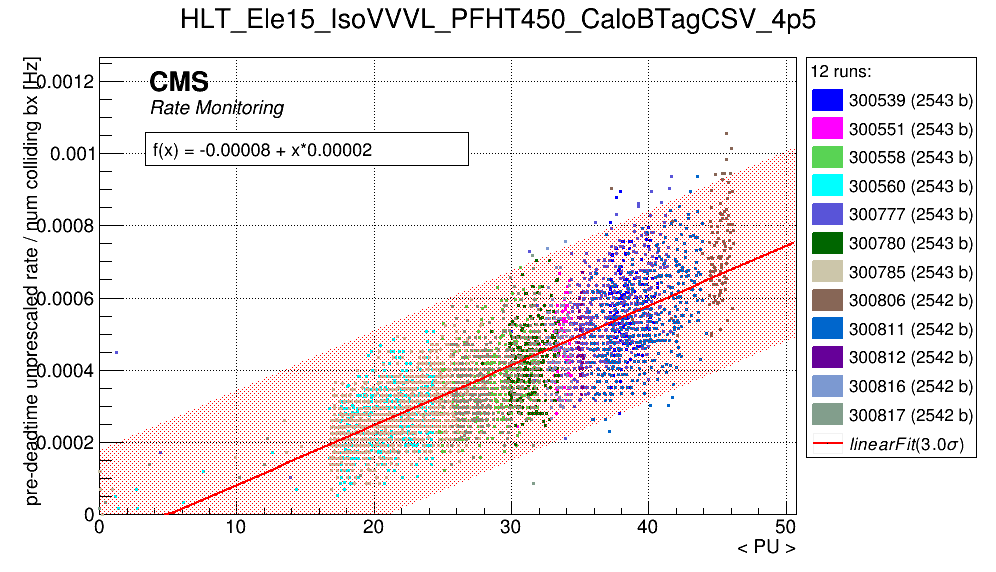 HLT_Ele15_IsoVVVL_PFHT450_CaloBTagCSV_4p5
pre-deadtime unprescaled rate / num colliding bx [Hz]
CMS
Rate Monitoring
f(x) = -0.00008 + x*0.00002
0.0012
0.001
0.0008
0.0006
0.0004
0.0002
0
0 10 20 30 40 50
< PU >
12 runs:
300539 (2543 b)
300551 (2543 b)
300558 (2543 b)
300560 (2543 b)
300777 (2543 b)
300780 (2543 b)
300785 (2543 b)
300806 (2542 b)
300811 (2542 b)
300812 (2542 b)
300816 (2542 b)
300817 (2542 b)
linearFit(3.0σ)